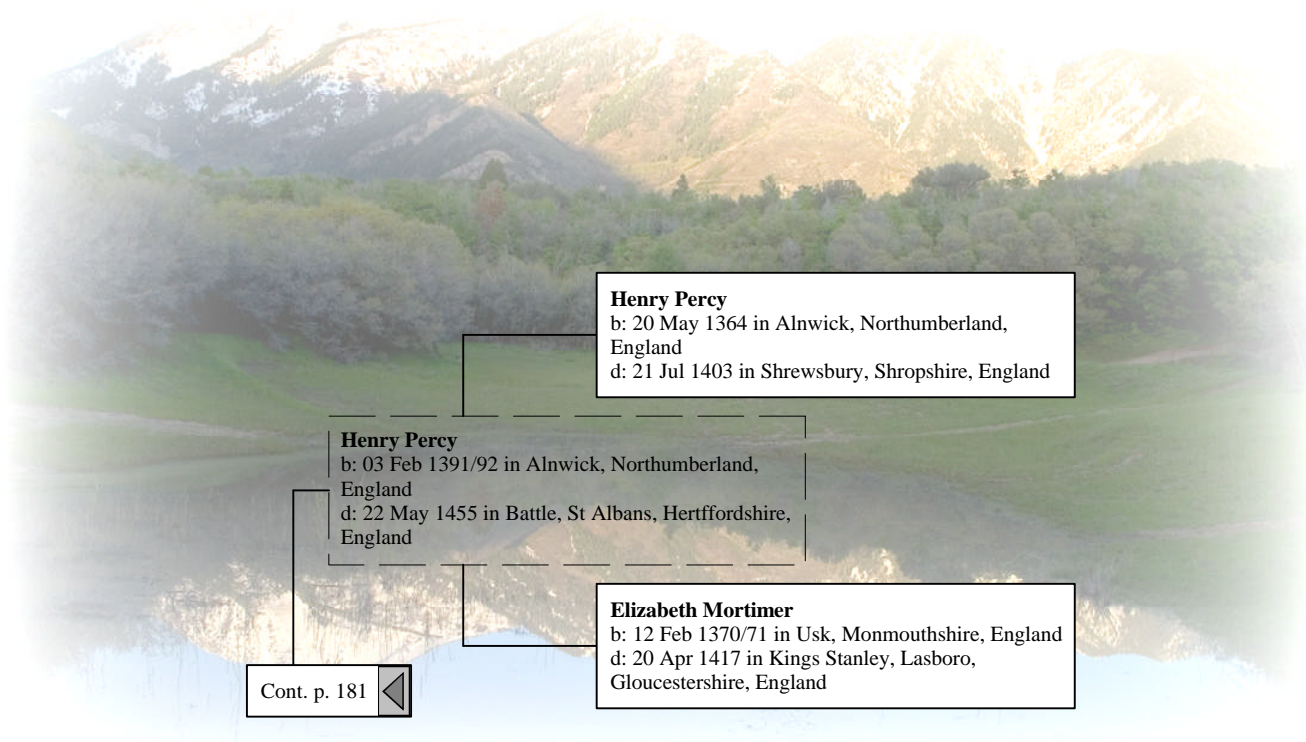 Henry Percy
b: 20 May 1364 in Alnwick, Northumberland,
England
d: 21 Jul 1403 in Shrewsbury, Shropshire, England
Henry Percy
b: 03 Feb 1391/92 in Alnwick, Northumberland,
England
d: 22 May 1455 in Battle, St Albans, Hertffordshire,
England
Elizabeth Mortimer
b: 12 Feb 1370/71 in Usk, Monmouthshire, England
d: 20 Apr 1417 in Kings Stanley, Lasboro,
Gloucestershire, England
Cont. p. 181